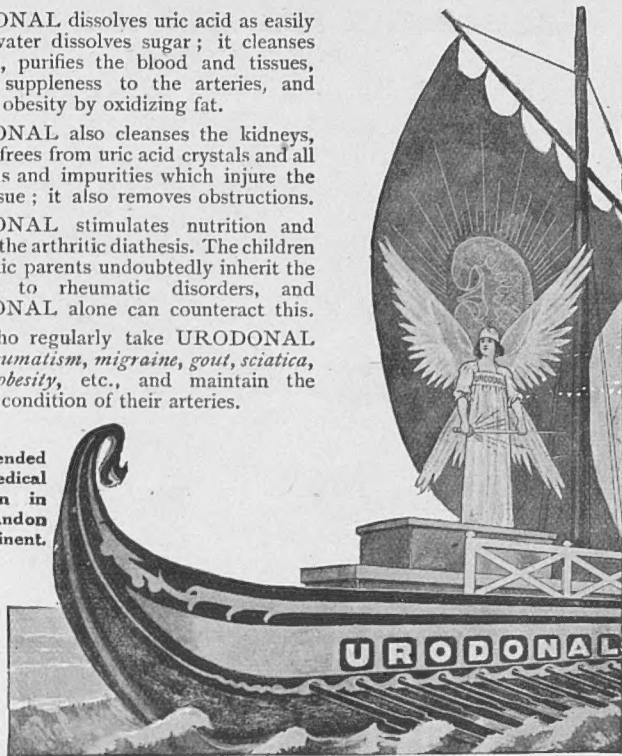 ONAL dissolves uric acid as easily
water dissolves sugar; it cleanses
, purifies the blood and tissues,
suppleness to the arteries, and
obesity by oxidizing fat.
ONAL also cleanses the kidneys,
frees from uric acid crystals and all
s and impurities which injure the
sue; it also removes obstructions.
ONAL stimulates nutrition and
the arthritic diathesis. The children
ic parents undoubtedly inherit the
to rheumatic disorders, and
ONAL alone can counteract this.
ho regularly take URODONAL
umatism, migraine, gout, sciatica,
obesity, etc., and maintain the
condition of their arteries.
ended
edical
n in
ndon
inent.
URODONAL
URODONAL